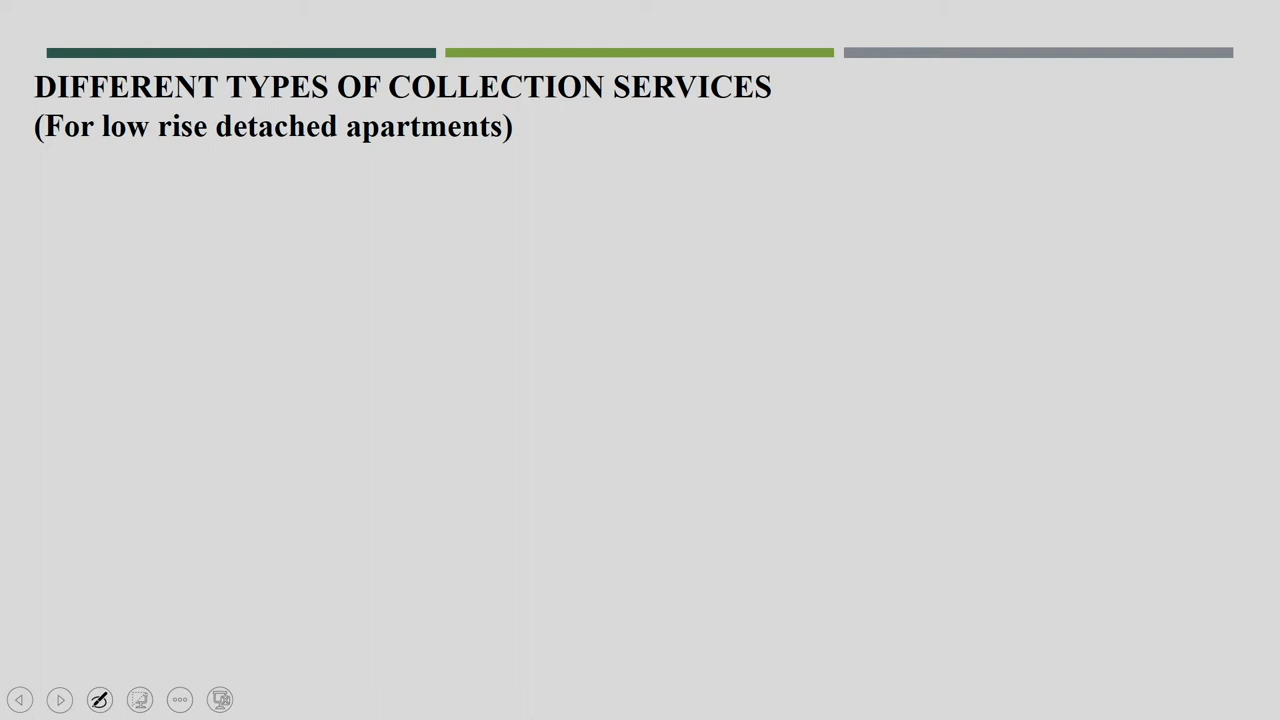 DIFFERENT TYPES OF COLLECTION SERVICES
(For low rise detached apartments)